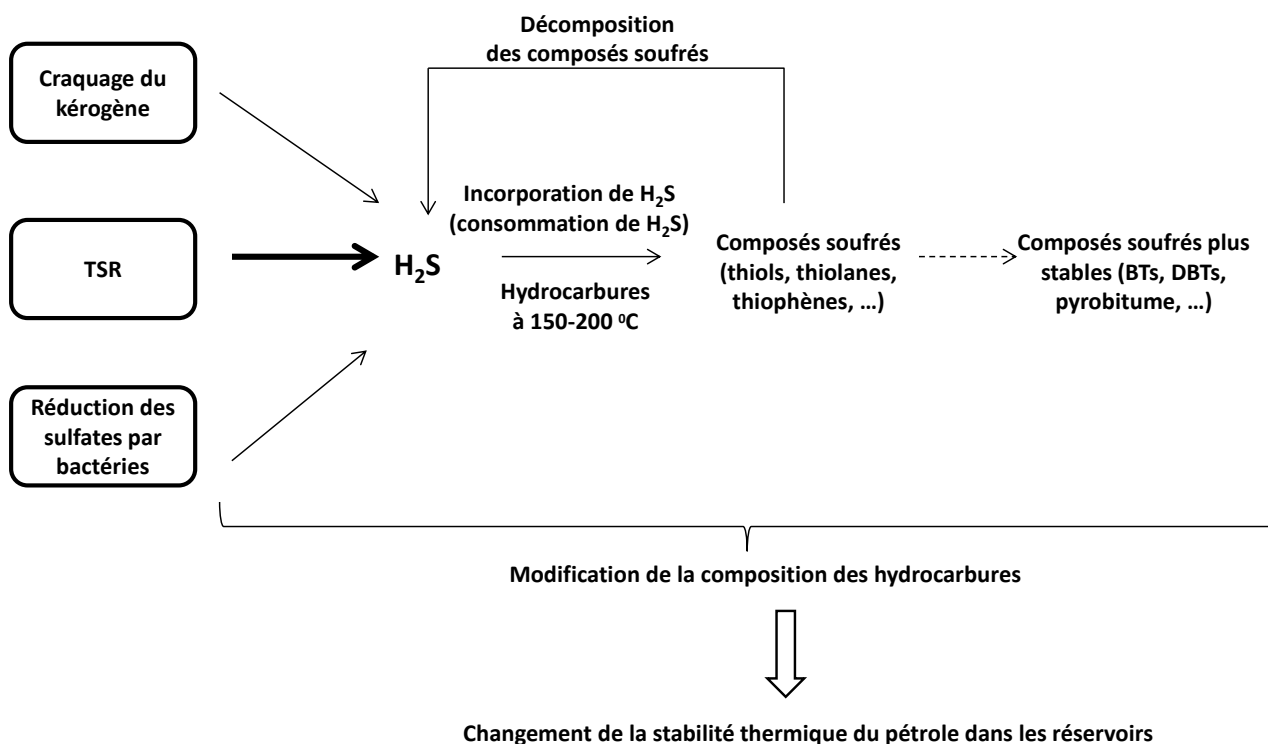 Décomposition
des composés soufrés
Craquage du
kérogène
TSR
Réduction des
sulfates par
bactéries
H₂S
Incorporation de H₂S
(consommation de H₂S)
Hydrocarbures
à 150-200 ⁰C
Composés soufrés
(thiols, thiolanes,
thiophènes, ...)
Composés soufrés plus
stables (BTs, DBTs,
pyrobitume, ...)
Modification de la composition des hydrocarbures
Changement de la stabilité thermique du pétrole dans les réservoirs